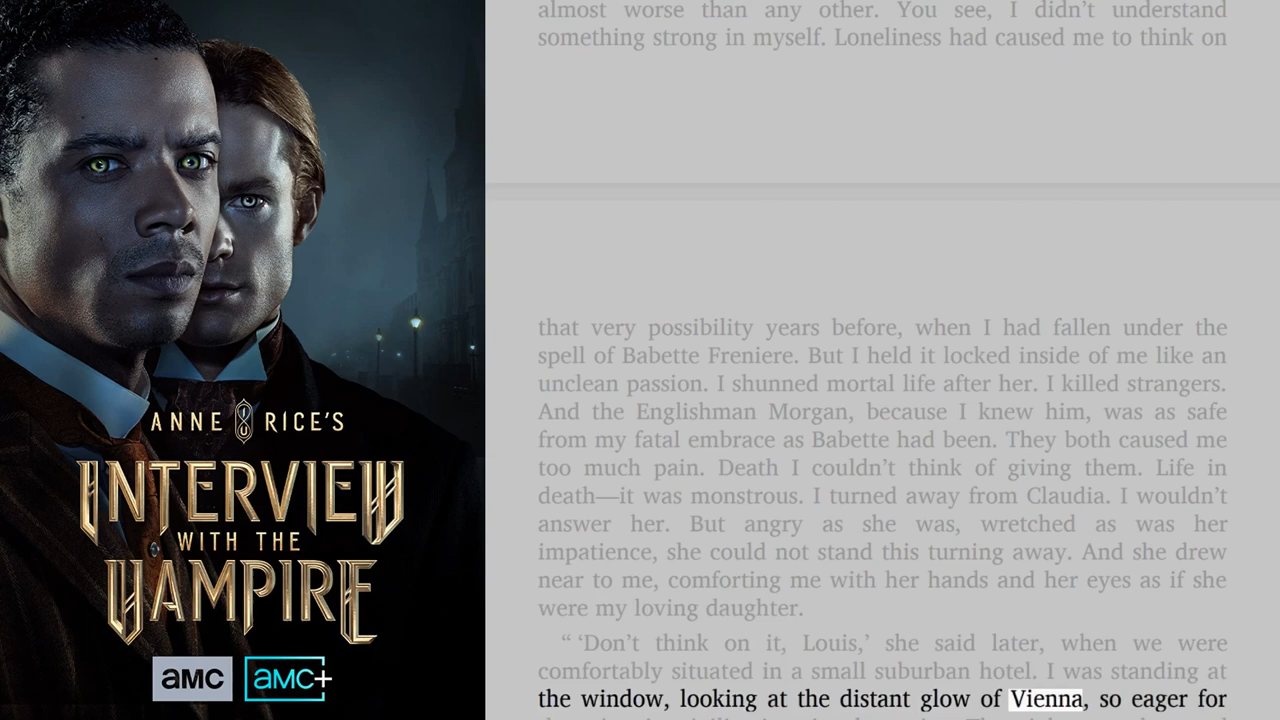 ANNE RICE'S
INTERVIEW
WITH THE
VAMPIRE
amc
amc+
almost worse than any other. You see, I didn’t understand
something strong in myself. Loneliness had caused me to think on
that very possibility years before, when I had fallen under the
spell of Babette Freniere. But I held it locked inside of me like an
unclean passion. I shunned mortal life after her. I killed strangers.
And the Englishman Morgan, because I knew him, was as safe
from my fatal embrace as Babette had been. They both caused me
too much pain. Death I couldn’t think of giving them. Life in
death—it was monstrous. I turned away from Claudia. I wouldn’t
answer her. But angry as she was, wretched as was her
impatience, she could not stand this turning away. And she drew
near to me, comforting me with her hands and her eyes as if she
were my loving daughter.
“ ‘Don’t think on it, Louis,’ she said later, when we were
comfortably situated in a small suburban hotel. I was standing at
the window, looking at the distant glow of Vienna, so eager for